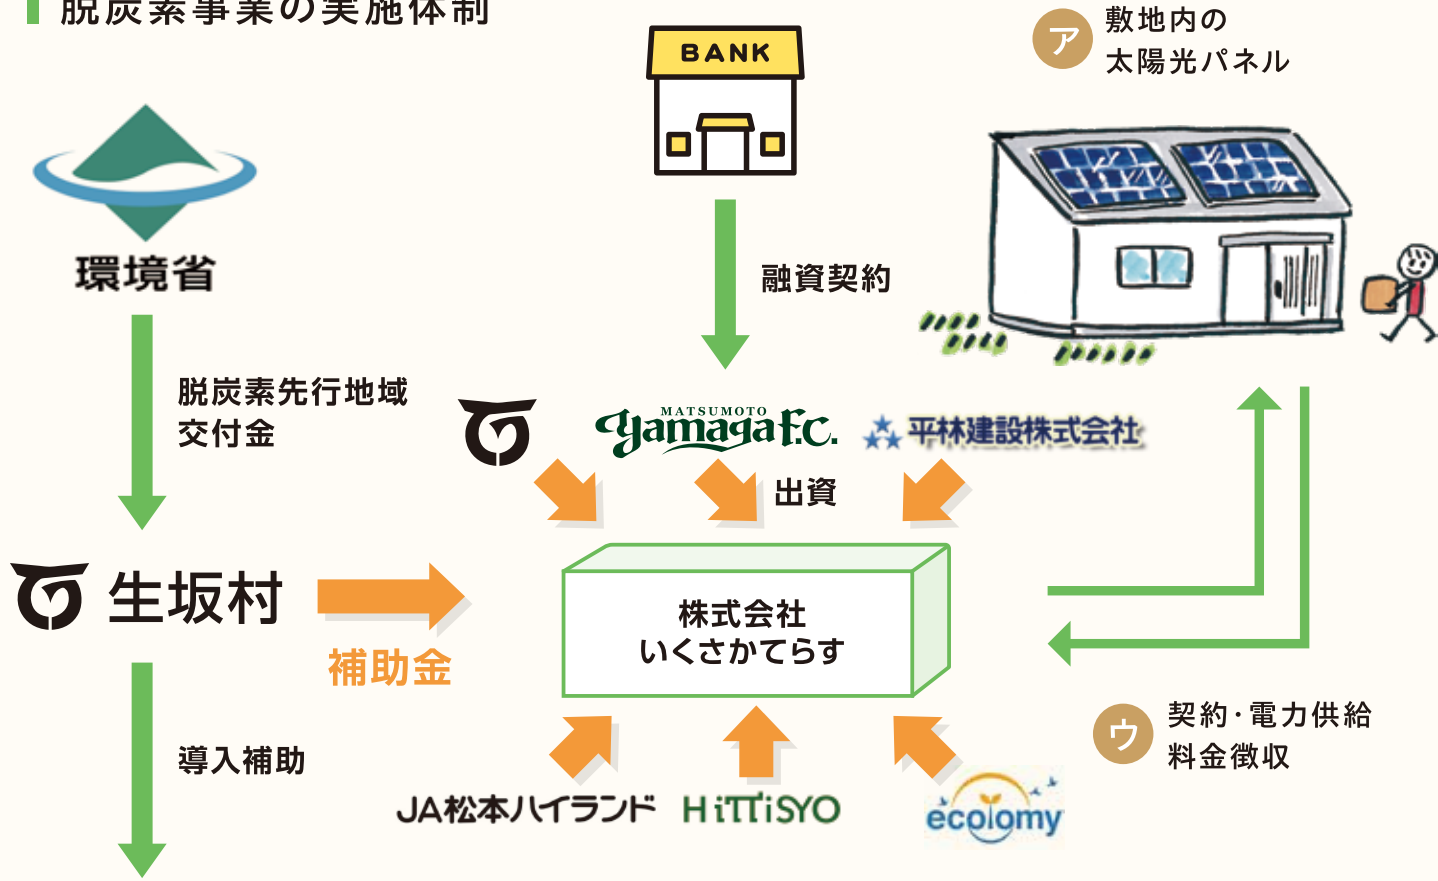 脱炭素事業の実施体制
BANK
ア
敷地内の
太陽光パネル
環境省
融資契約
脱炭素先行地域
交付金
MATSUMOTO
yamaga F.C.
平林建設株式会社
出資
生坂村
補助金
株式会社
いくさかてらす
導入補助
JA松本ハイランド
HiTTiSYO
ecolomy
ウ
契約・電力供給
料金徴収